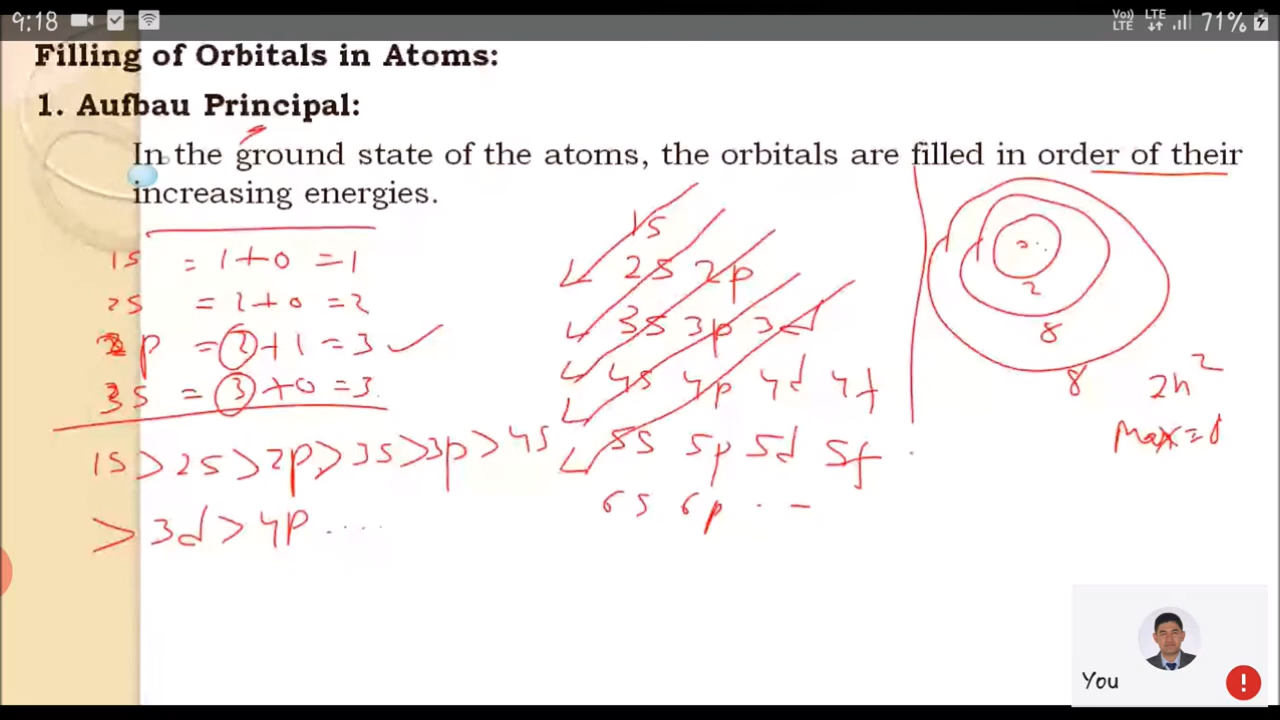 9:18 Vo) LTE LTE 71%
Filling of Orbitals in Atoms:
1. Aufbau Principal:
In the ground state of the atoms, the orbitals are filled in order of their
increasing energies.
1s = 1+0 =1
2s = 2+0 =2
2p = 2+1 =3 ✓
3s = 3+0 =3
1s > 2s > 2p > 3s > 3p > 4s
> 3d > 4p .....
1s
2s 2p
3s 3p 3d
4s 4p 4d 4f
5s 5p 5d 5f
6s 6p . . –
2
8
8
2n²
Max =
You